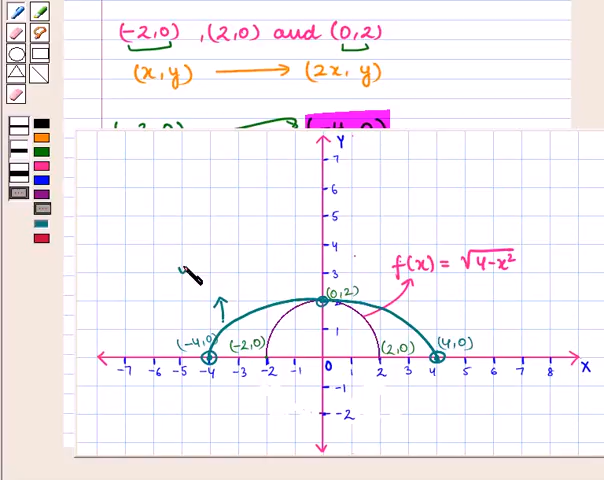 (-2,0) , (2,0) and (0,2)
(x, y) ⟶ (2x, y)
Y
7
6
5
4
3
f(x) = √4-x²
(0,2)
2
1
(-4,0) (-2,0) (2,0) (4,0)
-7 -6 -5 -4 -3 -2 -1 0 1 2 3 4 5 6 7 8 X
-1
-2